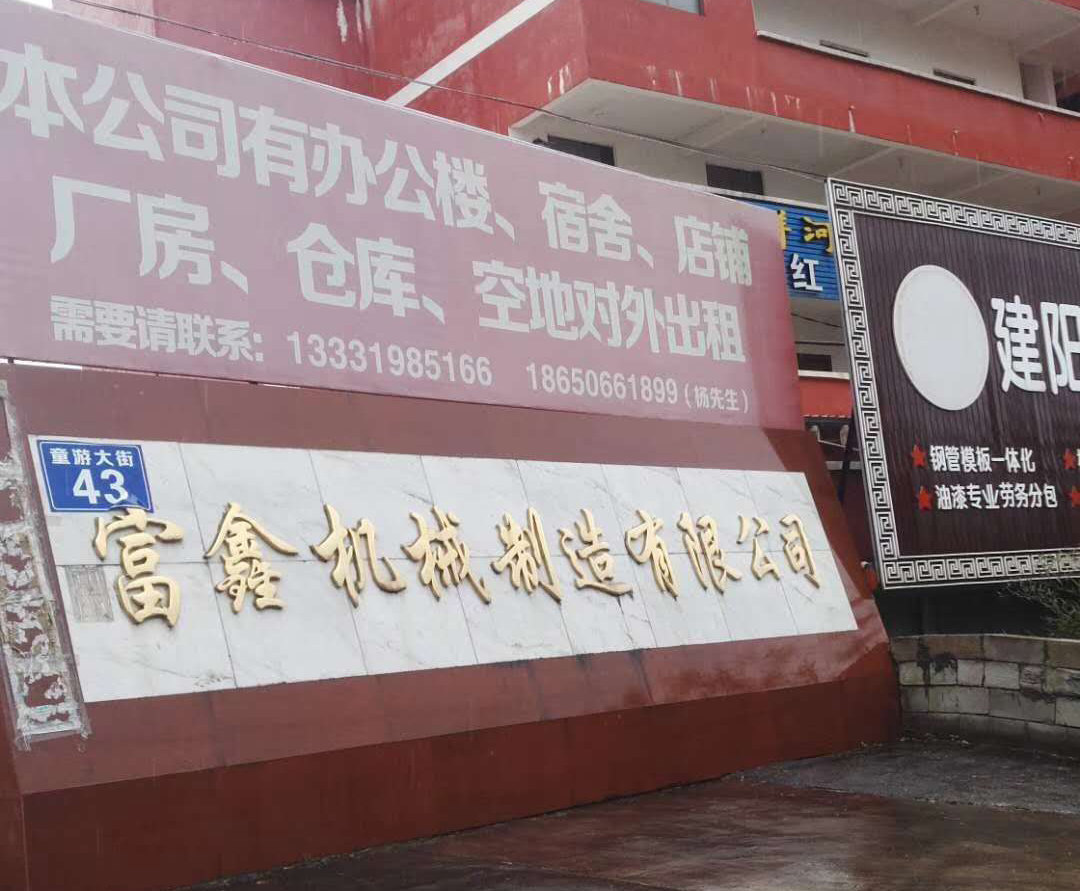 本公司有办公楼、宿舍、店铺
厂房、仓库、空地对外出租
需要请联系：13331985166 18650661899（杨先生）
童游大街
43
富鑫机械制造有限公司
河
红
建阳
★钢管模板一体化
★油漆专业劳务分包